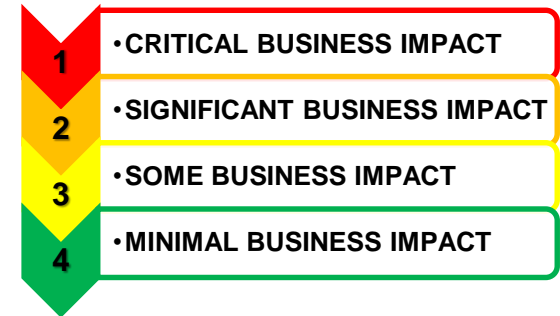 1
•CRITICAL BUSINESS IMPACT
2
•SIGNIFICANT BUSINESS IMPACT
3
•SOME BUSINESS IMPACT
4
•MINIMAL BUSINESS IMPACT